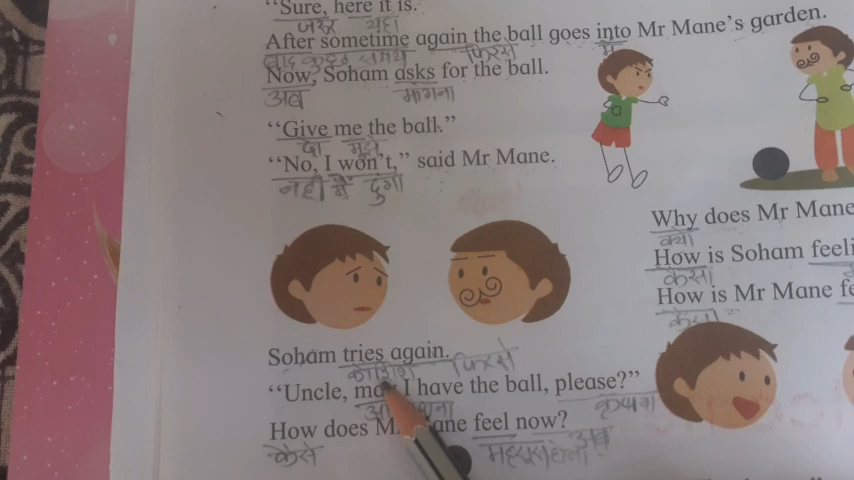 “Sure, here it is.”
जरूर यहा
After sometime again the ball goes into Mr Mane’s garden.
बाद कुछ समय फिरसे में
Now, Soham asks for the ball.
अब मांगना
“Give me the ball.”
दो मुझे
“No, I won’t,” said Mr Mane.
नही मैं दुंगा
Why does Mr Mane
क्यों
How is Soham feeli
कैसा
How is Mr Mane fe
कैसा
Soham tries again.
कोशिश फिरसे
“Uncle, may I have the ball, please?”
कृपया
How does M ane feel now?
कैसे महसूस होना अब